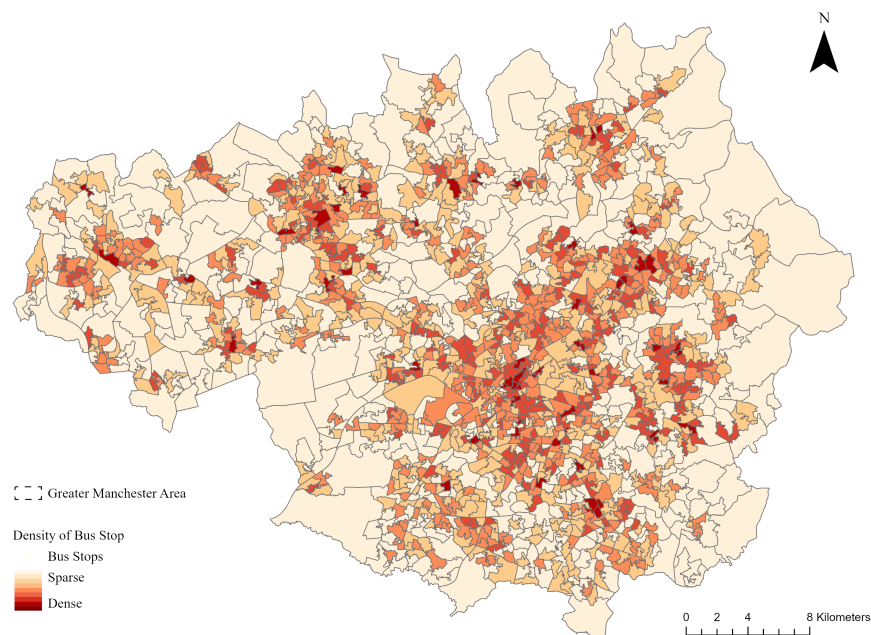 N
Greater Manchester Area
Density of Bus Stop
Bus Stops
Sparse
Dense
0 2 4 8 Kilometers